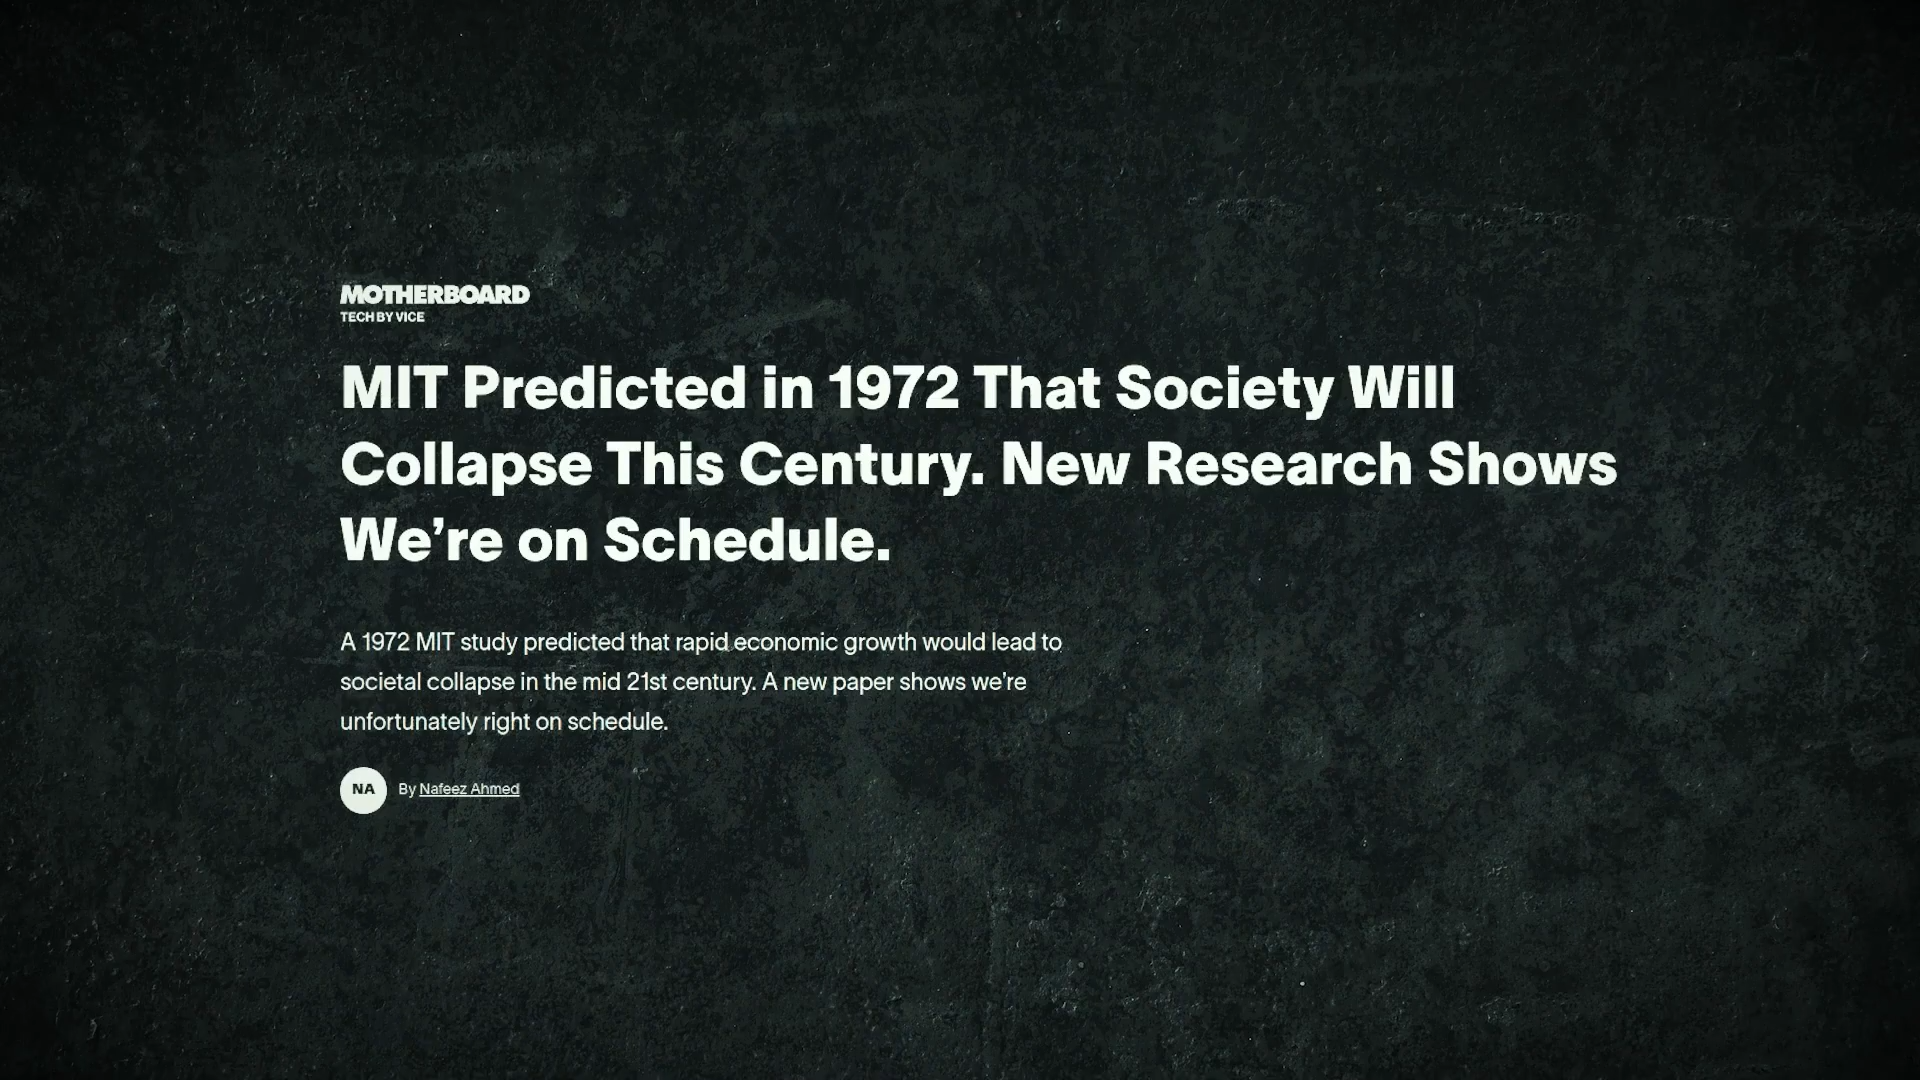 MOTHERBOARD
TECH BY VICE
MIT Predicted in 1972 That Society Will
Collapse This Century. New Research Shows
We’re on Schedule.
A 1972 MIT study predicted that rapid economic growth would lead to
societal collapse in the mid 21st century. A new paper shows we’re
unfortunately right on schedule.
NA By Nafeez Ahmed